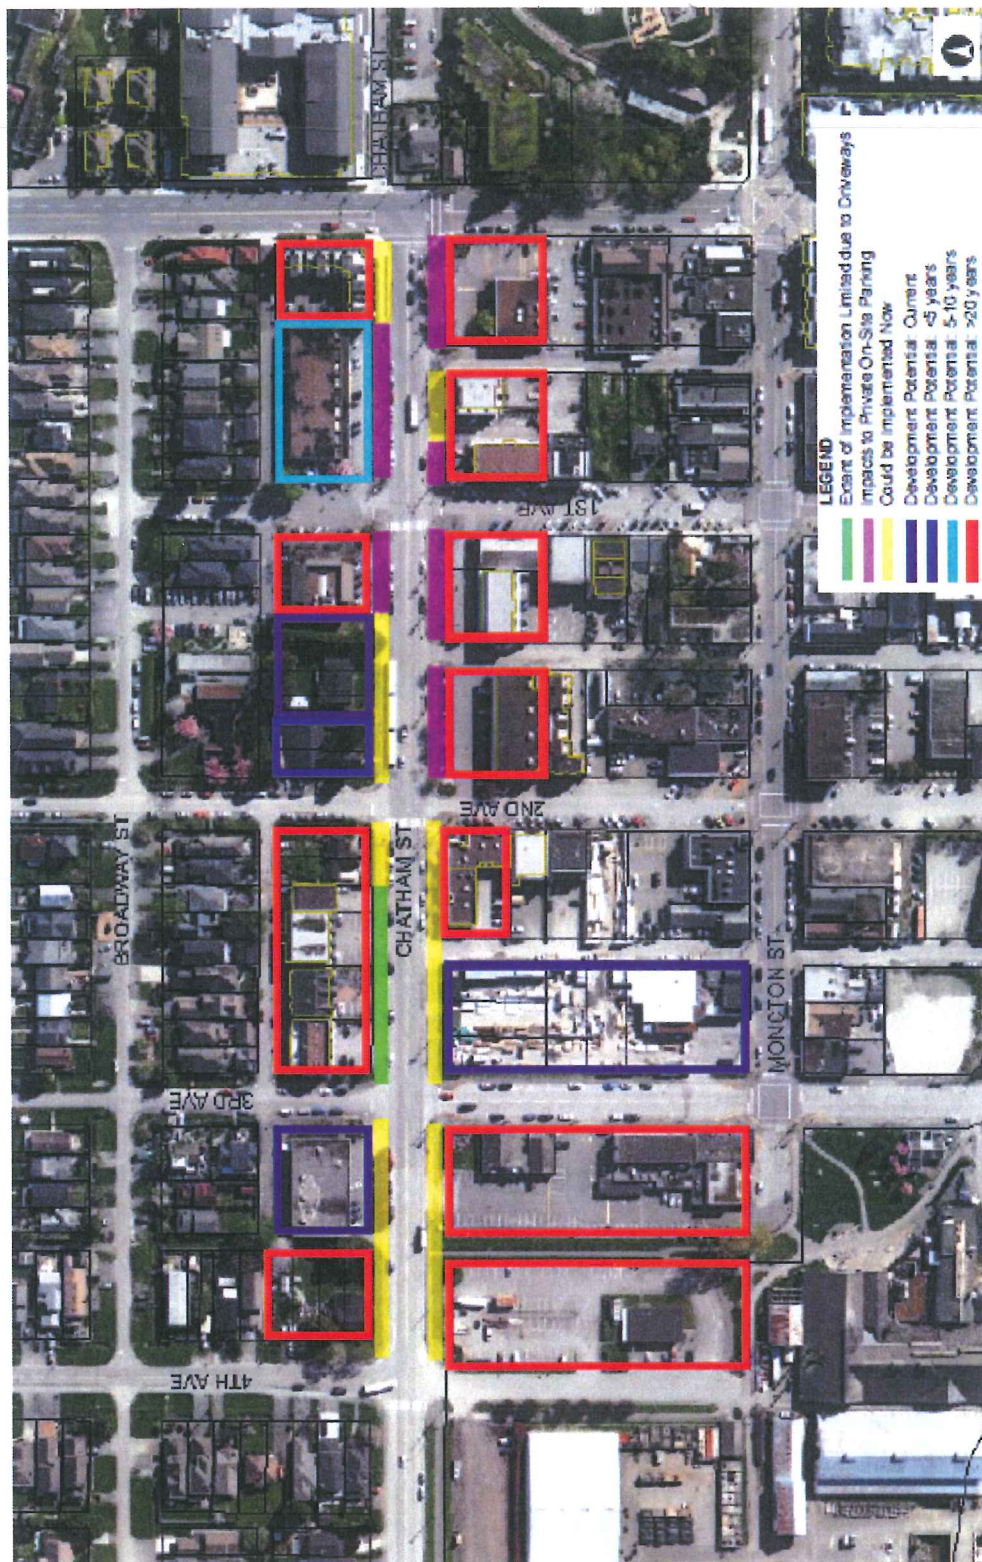 BROADWAY ST
4TH AVE
3RD AVE
2ND AVE
1ST AVE
CHATHAM ST
CHATHAM ST
MONCTON ST
LEGEND
Extent of Implementation Limited due to Driveways
Impacts to Private On-Site Parking
Could be Implemented Now
Development Potential: Current
Development Potential: <5 years
Development Potential: 5-10 years
Development Potential: >20 years